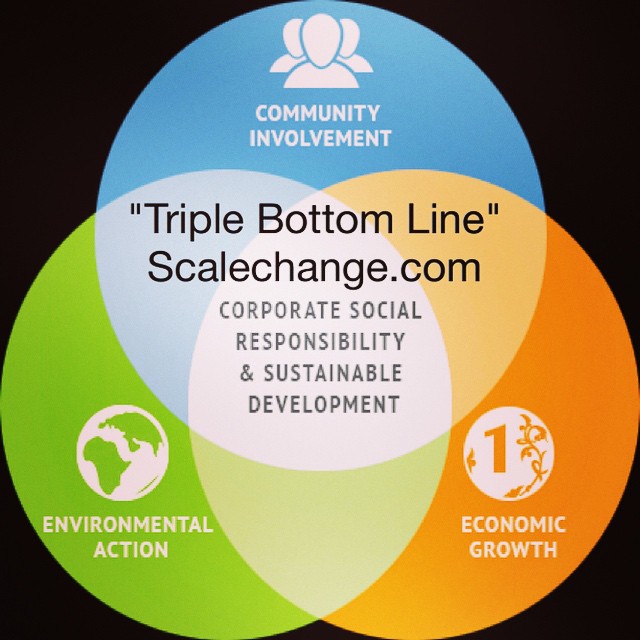 COMMUNITY
INVOLVEMENT
"Triple Bottom Line"
Scalechange.com
CORPORATE SOCIAL
RESPONSIBILITY
& SUSTAINABLE
DEVELOPMENT
1
ENVIRONMENTAL
ACTION
ECONOMIC
GROWTH